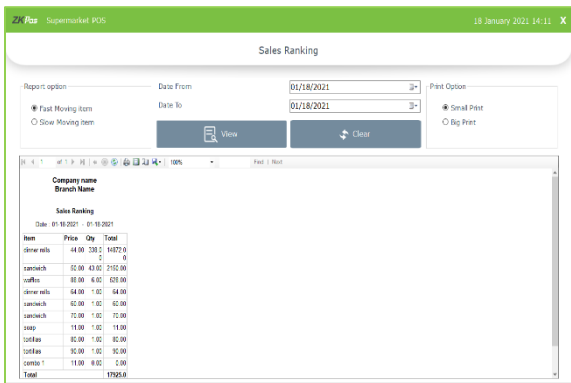 ZKPos Supermarket POS
18 January 2021 14:11 X
Sales Ranking
Report option
Fast Moving item
Slow Moving item
Date From
01/18/2021
Date To
01/18/2021
View
Clear
Print Option
Small Print
Big Print
1 of 1
100%
Find | Next
Company name
Branch Name
Sales Ranking
Date 01-18-2021 - 01-18-2021
Item Price Qty Total
dinner rolls 44.00 338.0 14872.0
0 0
sandwich 50.00 43.00 2150.00
waffles 88.00 6.00 528.00
dinner rolls 64.00 1.00 64.00
sandwich 60.00 1.00 60.00
sandwich 70.00 1.00 70.00
soap 11.00 1.00 11.00
tortillas 80.00 1.00 80.00
tortillas 90.00 1.00 90.00
combo 1 11.00 0.00 0.00
Total 17925.0